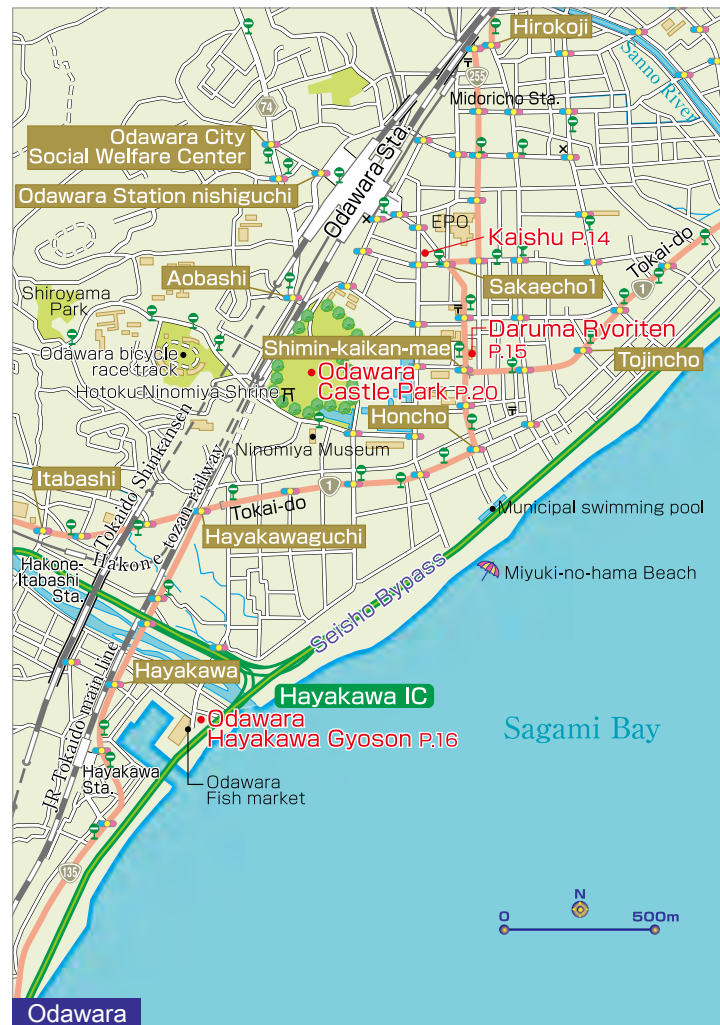 Hirokoji
Sanno River
255
74
Midoricho Sta.
Odawara City
Social Welfare Center
Odawara Sta.
Odawara Station nishiguchi
EPO
Kaishu P.14
Tokai-do
1
Aobashi
Sakaecho1
Shiroyama
Park
Daruma Ryoriten
P.15
Shimin-kaikan-mae
Tojincho
Odawara bicycle
race track
Odawara
Castle Park P.20
Hotoku Ninomiya Shrine
Honcho
Ninomiya Museum
Itabashi
Tokaido Shinkansen
Hakone tozan railway
1
Tokai-do
Municipal swimming pool
Hayakawaguchi
Hakone-
Itabashi
Sta.
Seisho Bypass
Miyuki-no-hama Beach
Hayakawa
Hayakawa IC
JR Tokaido main line
Odawara
Hayakawa Gyoson P.16
Sagami Bay
Hayakawa
Sta.
Odawara
Fish market
135
N
0
500m
Odawara